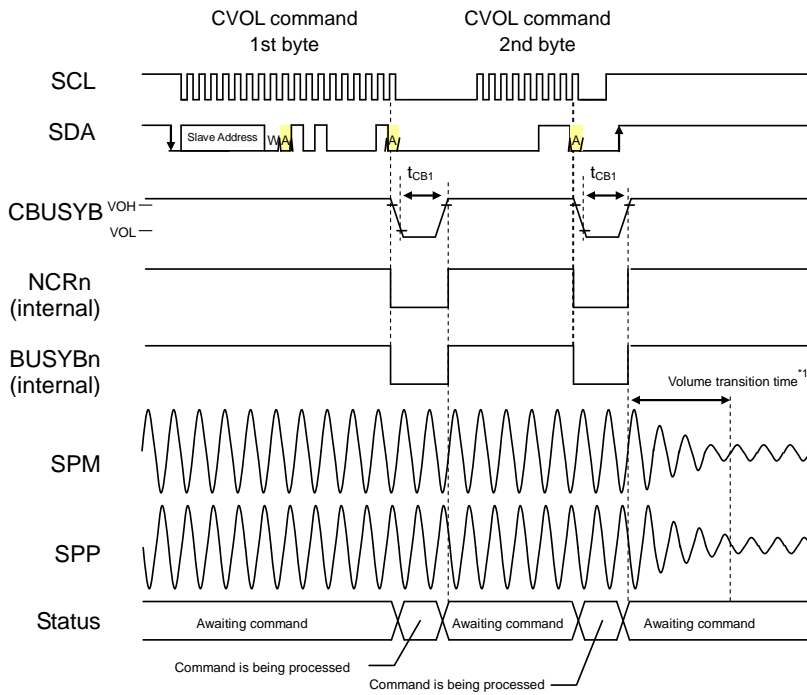 CVOL command
1st byte
CVOL command
2nd byte
SCL
SDA
Slave Address
W
A
A
A
tCB1
tCB1
CBUSYB
VOH
VOL
NCRn
(internal)
BUSYBn
(internal)
Volume transition time*1
SPM
SPP
Status
Awaiting command
Awaiting command
Awaiting command
Command is being processed
Command is being processed